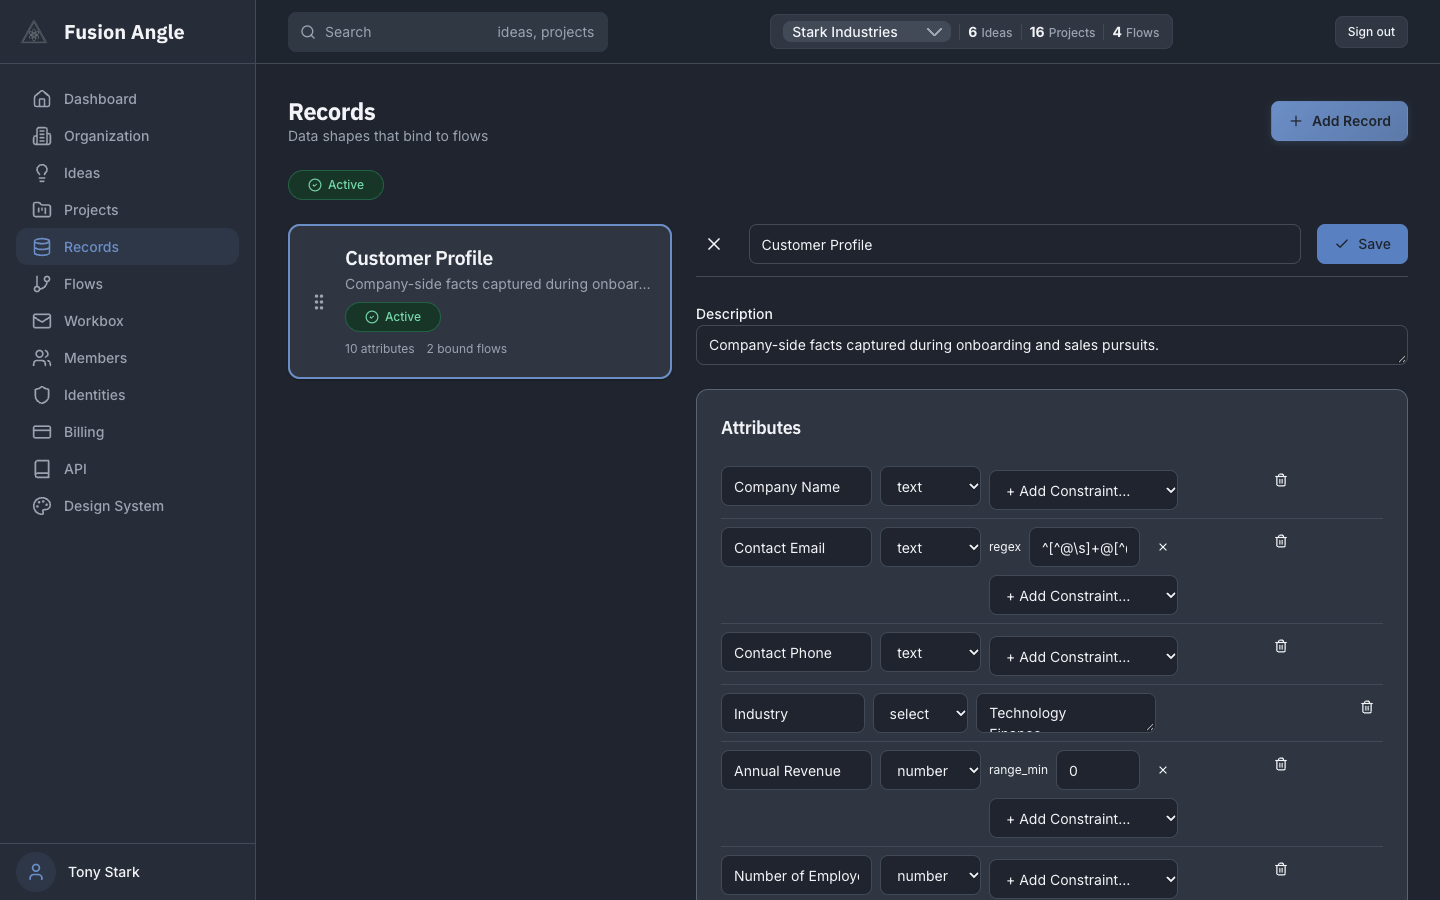 Fusion Angle
Search
ideas, projects
Stark Industries
6 Ideas
16 Projects
4 Flows
Sign out
Dashboard
Organization
Ideas
Projects
Records
Flows
Workbox
Members
Identities
Billing
API
Design System
Tony Stark
Records
Data shapes that bind to flows
+ Add Record
Active
Customer Profile
Company-side facts captured during onboar...
Active
10 attributes 2 bound flows
Customer Profile
Save
Description
Company-side facts captured during onboarding and sales pursuits.
Attributes
Company Name text + Add Constraint...
Contact Email text regex ^[^@\s]+@[^
+ Add Constraint...
Contact Phone text + Add Constraint...
Industry select Technology
Finance
Annual Revenue number range_min 0
+ Add Constraint...
Number of Employe number + Add Constraint...